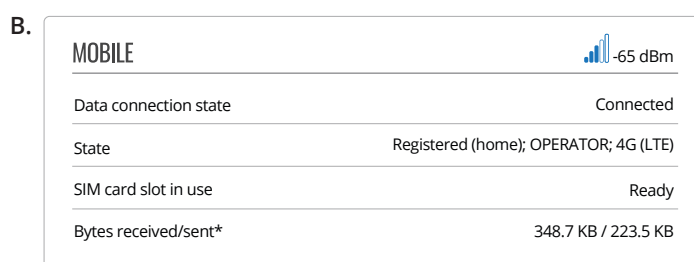 B.
MOBILE -65 dBm
Data connection state Connected
State Registered (home); OPERATOR; 4G (LTE)
SIM card slot in use Ready
Bytes received/sent* 348.7 KB / 223.5 KB